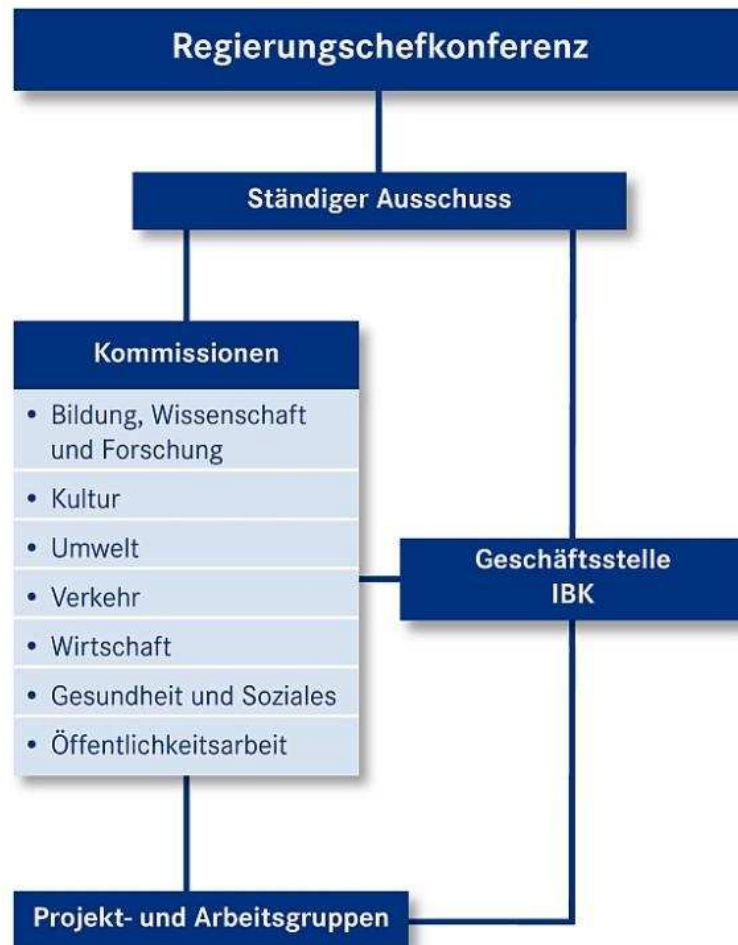 Regierungschefkonferenz
Ständiger Ausschuss
Kommissionen
• Bildung, Wissenschaft
und Forschung
• Kultur
• Umwelt
• Verkehr
• Wirtschaft
• Gesundheit und Soziales
• Öffentlichkeitsarbeit
Geschäftsstelle
IBK
Projekt- und Arbeitsgruppen